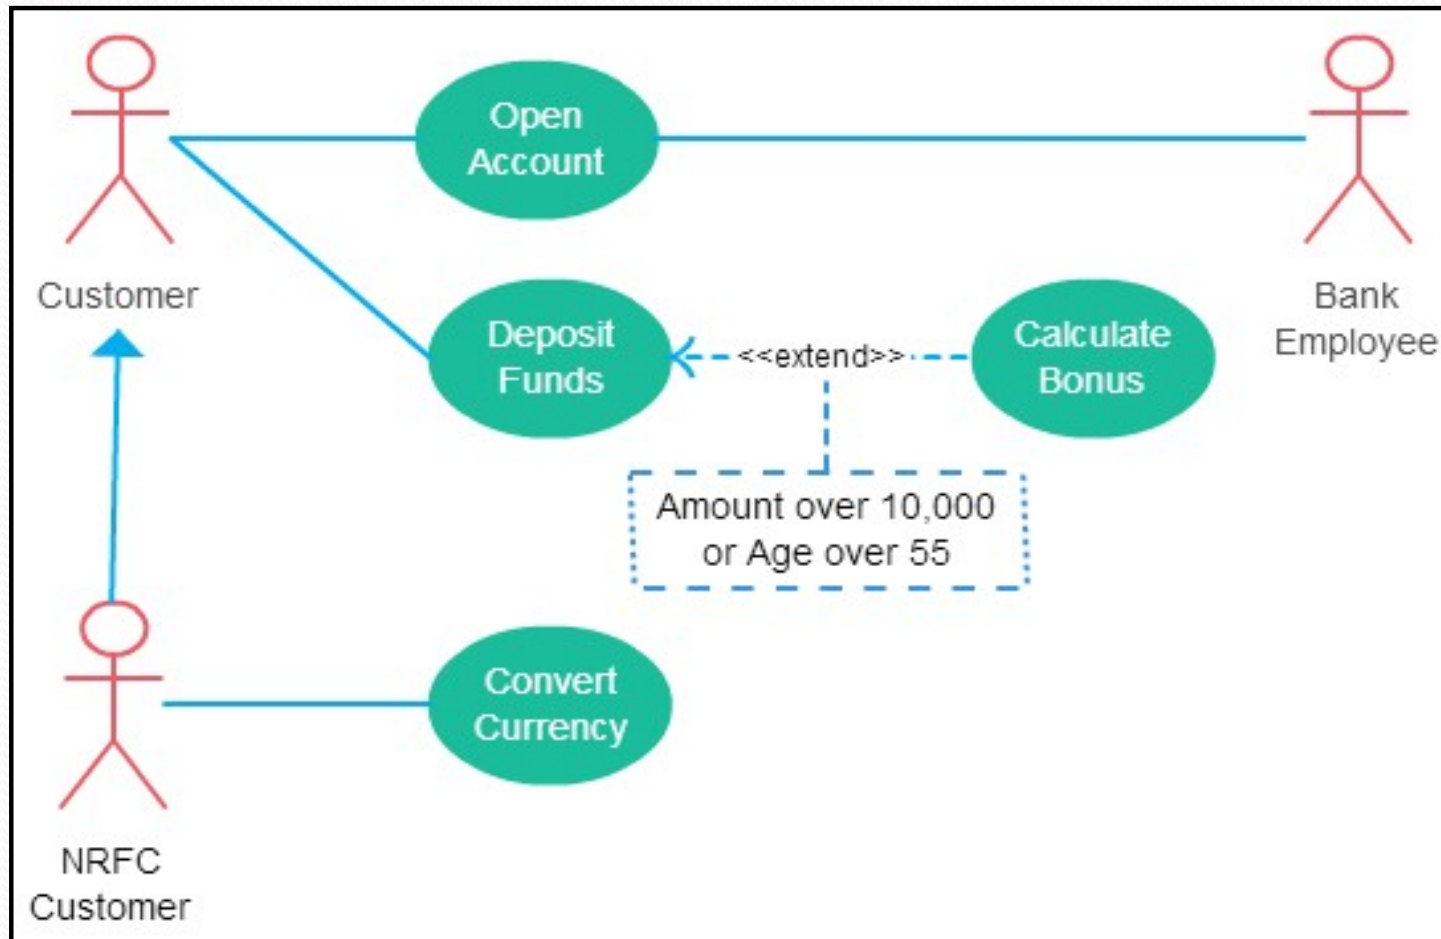 Open
Account
Customer
Bank
Employee
Deposit
Funds
<<extend>>
Calculate
Bonus
Amount over 10,000
or Age over 55
Convert
Currency
NRFC
Customer